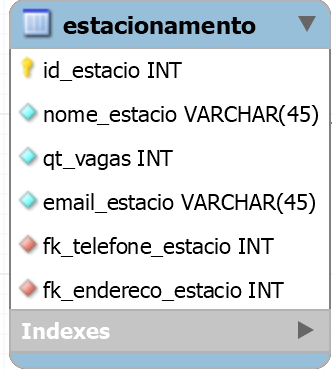 estacionamento
id_estacio INT
nome_estacio VARCHAR(45)
qt_vagas INT
email_estacio VARCHAR(45)
fk_telefone_estacio INT
fk_endereco_estacio INT
Indexes